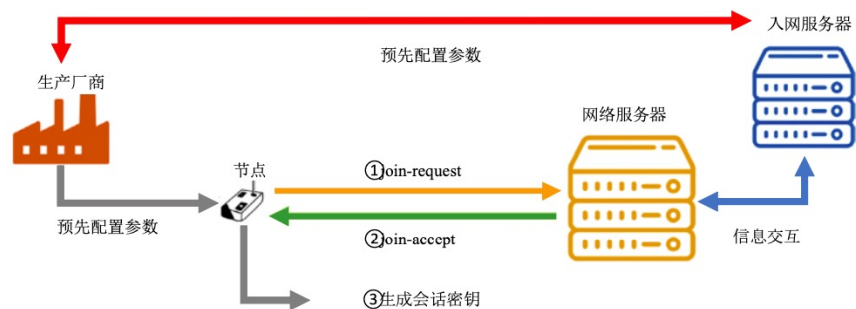 入网服务器
预先配置参数
生产厂商
网络服务器
节点
①join-request
预先配置参数
②join-accept
信息交互
③生成会话密钥